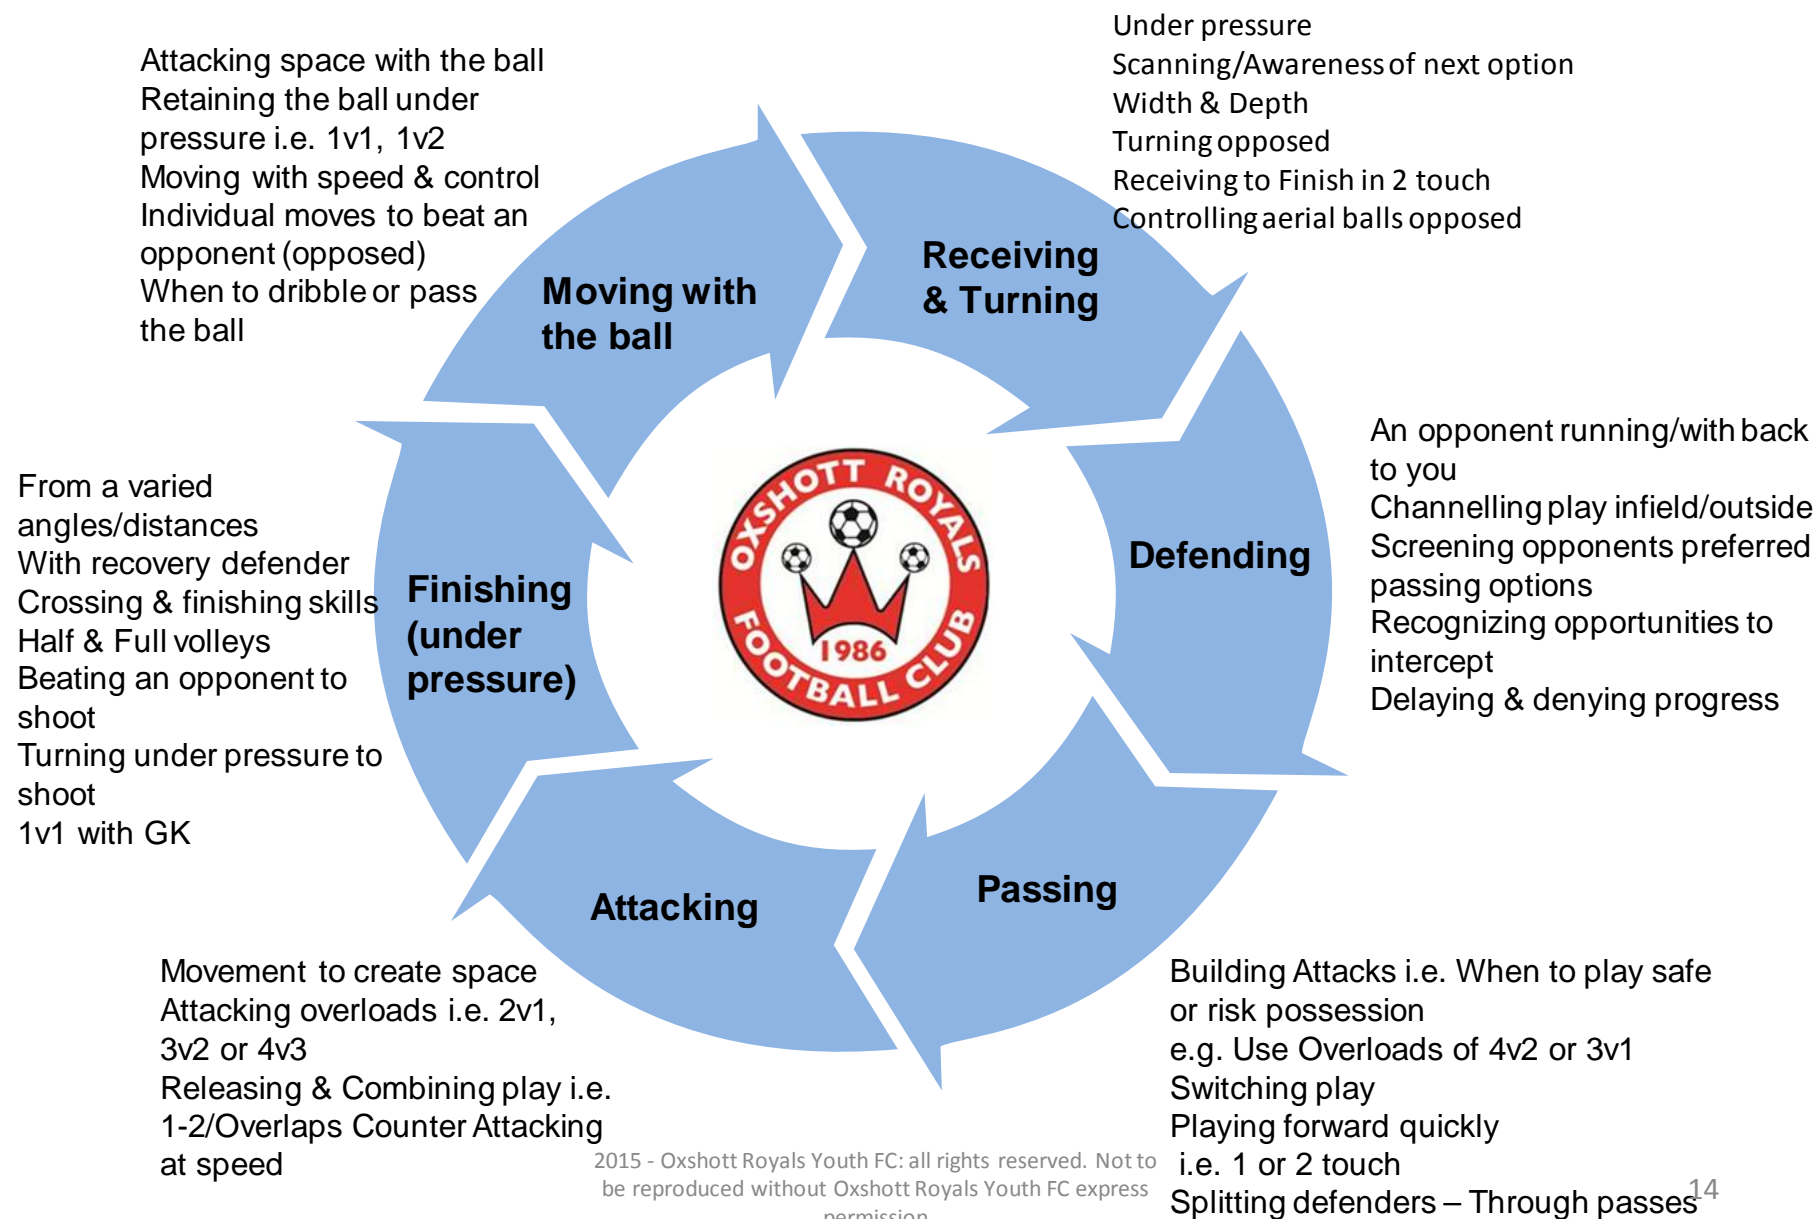 Under pressure
Scanning/Awareness of next option
Width & Depth
Turning opposed
Receiving to Finish in 2 touch
Controlling aerial balls opposed
Attacking space with the ball
Retaining the ball under
pressure i.e. 1v1, 1v2
Moving with speed & control
Individual moves to beat an
opponent (opposed)
When to dribble or pass
the ball
Receiving
& Turning
Moving with
the ball
An opponent running/with back
to you
Channelling play infield/outside
Screening opponents preferred
passing options
Recognizing opportunities to
intercept
Delaying & denying progress
From a varied
angles/distances
With recovery defender
Crossing & finishing skills
Half & Full volleys
Beating an opponent to
shoot
Turning under pressure to
shoot
1v1 with GK
Finishing
(under
pressure)
OXSHOTT ROYALS
1986
FOOTBALL CLUB
Defending
Attacking
Passing
Movement to create space
Attacking overloads i.e. 2v1,
3v2 or 4v3
Releasing & Combining play i.e.
1-2/Overlaps Counter Attacking
at speed
Building Attacks i.e. When to play safe
or risk possession
e.g. Use Overloads of 4v2 or 3v1
Switching play
Playing forward quickly
i.e. 1 or 2 touch
Splitting defenders – Through passes
2015 - Oxshott Royals Youth FC: all rights reserved. Not to
be reproduced without Oxshott Royals Youth FC express
permission
14